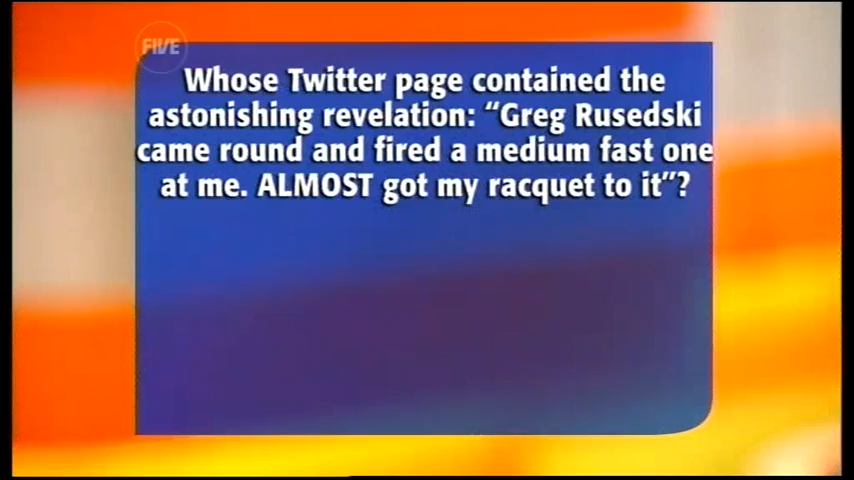 FIVE
Whose Twitter page contained the
astonishing revelation: “Greg Rusedski
came round and fired a medium fast one
at me. ALMOST got my racquet to it”?